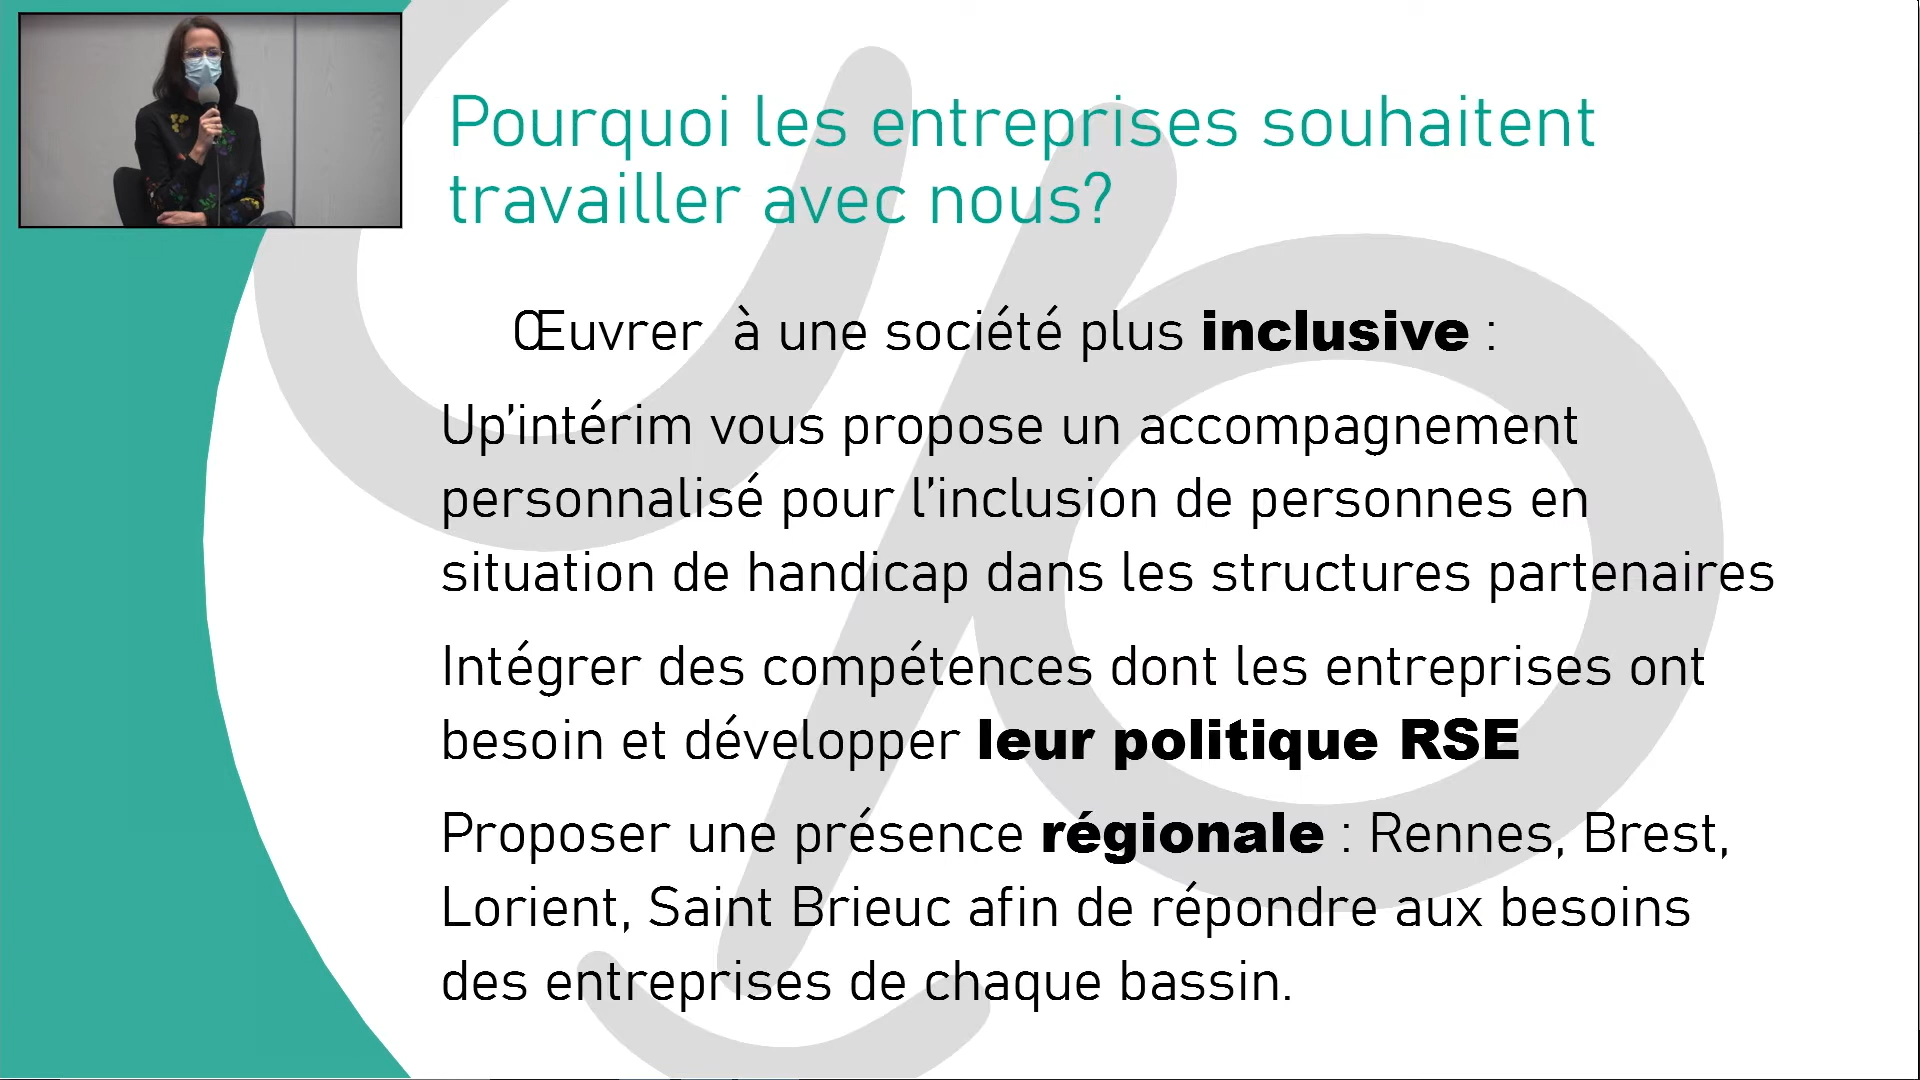 Pourquoi les entreprises souhaitent
travailler avec nous?
Œuvrer  à une société plus inclusive :
Up’intérim vous propose un accompagnement
personnalisé pour l’inclusion de personnes en
situation de handicap dans les structures partenaires
Intégrer des compétences dont les entreprises ont
besoin et développer leur politique RSE
Proposer une présence régionale : Rennes, Brest,
Lorient, Saint Brieuc afin de répondre aux besoins
des entreprises de chaque bassin.